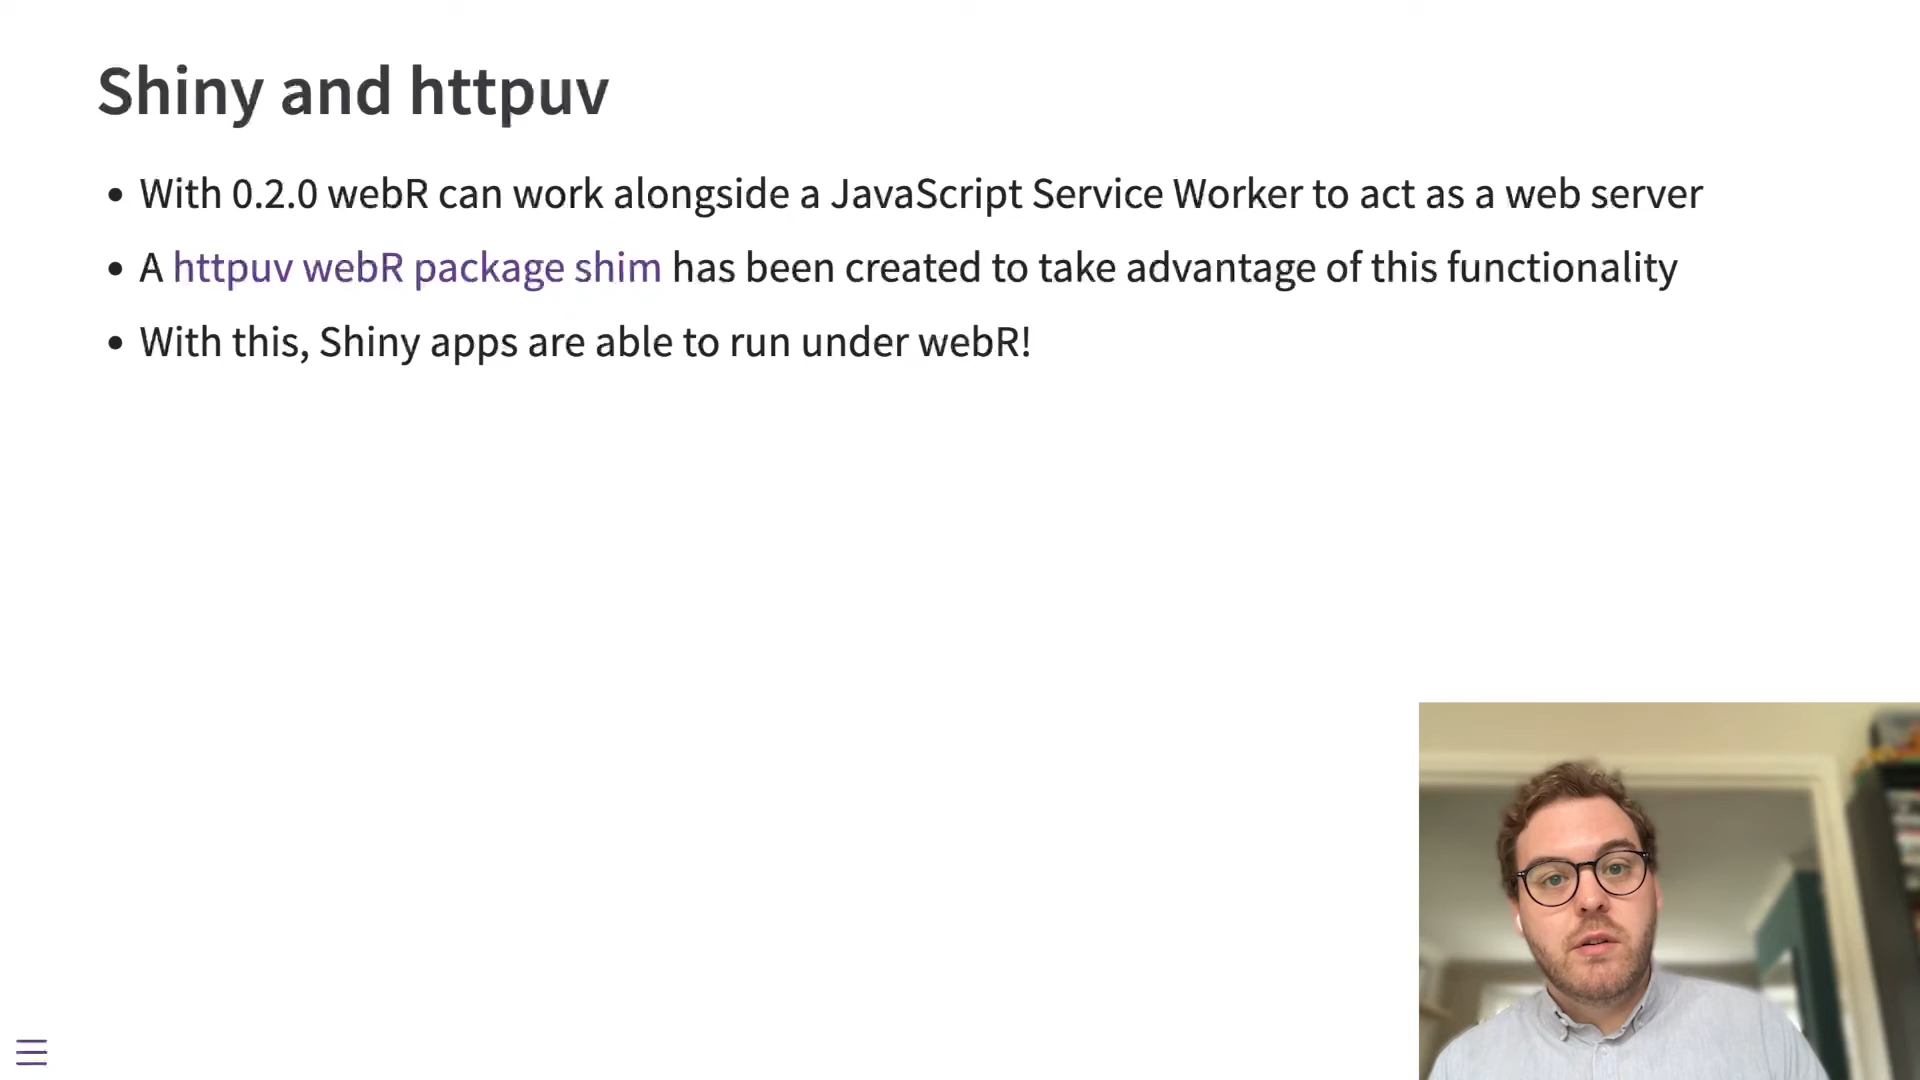 Shiny and httpuv
• With 0.2.0 webR can work alongside a JavaScript Service Worker to act as a web server
• A httpuv webR package shim has been created to take advantage of this functionality
• With this, Shiny apps are able to run under webR!